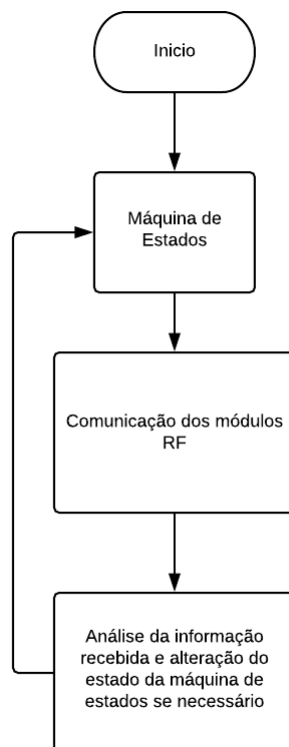 Inicio
Máquina de
Estados
Comunicação dos módulos
RF
Análise da informação
recebida e alteração do
estado da máquina de
estados se necessário